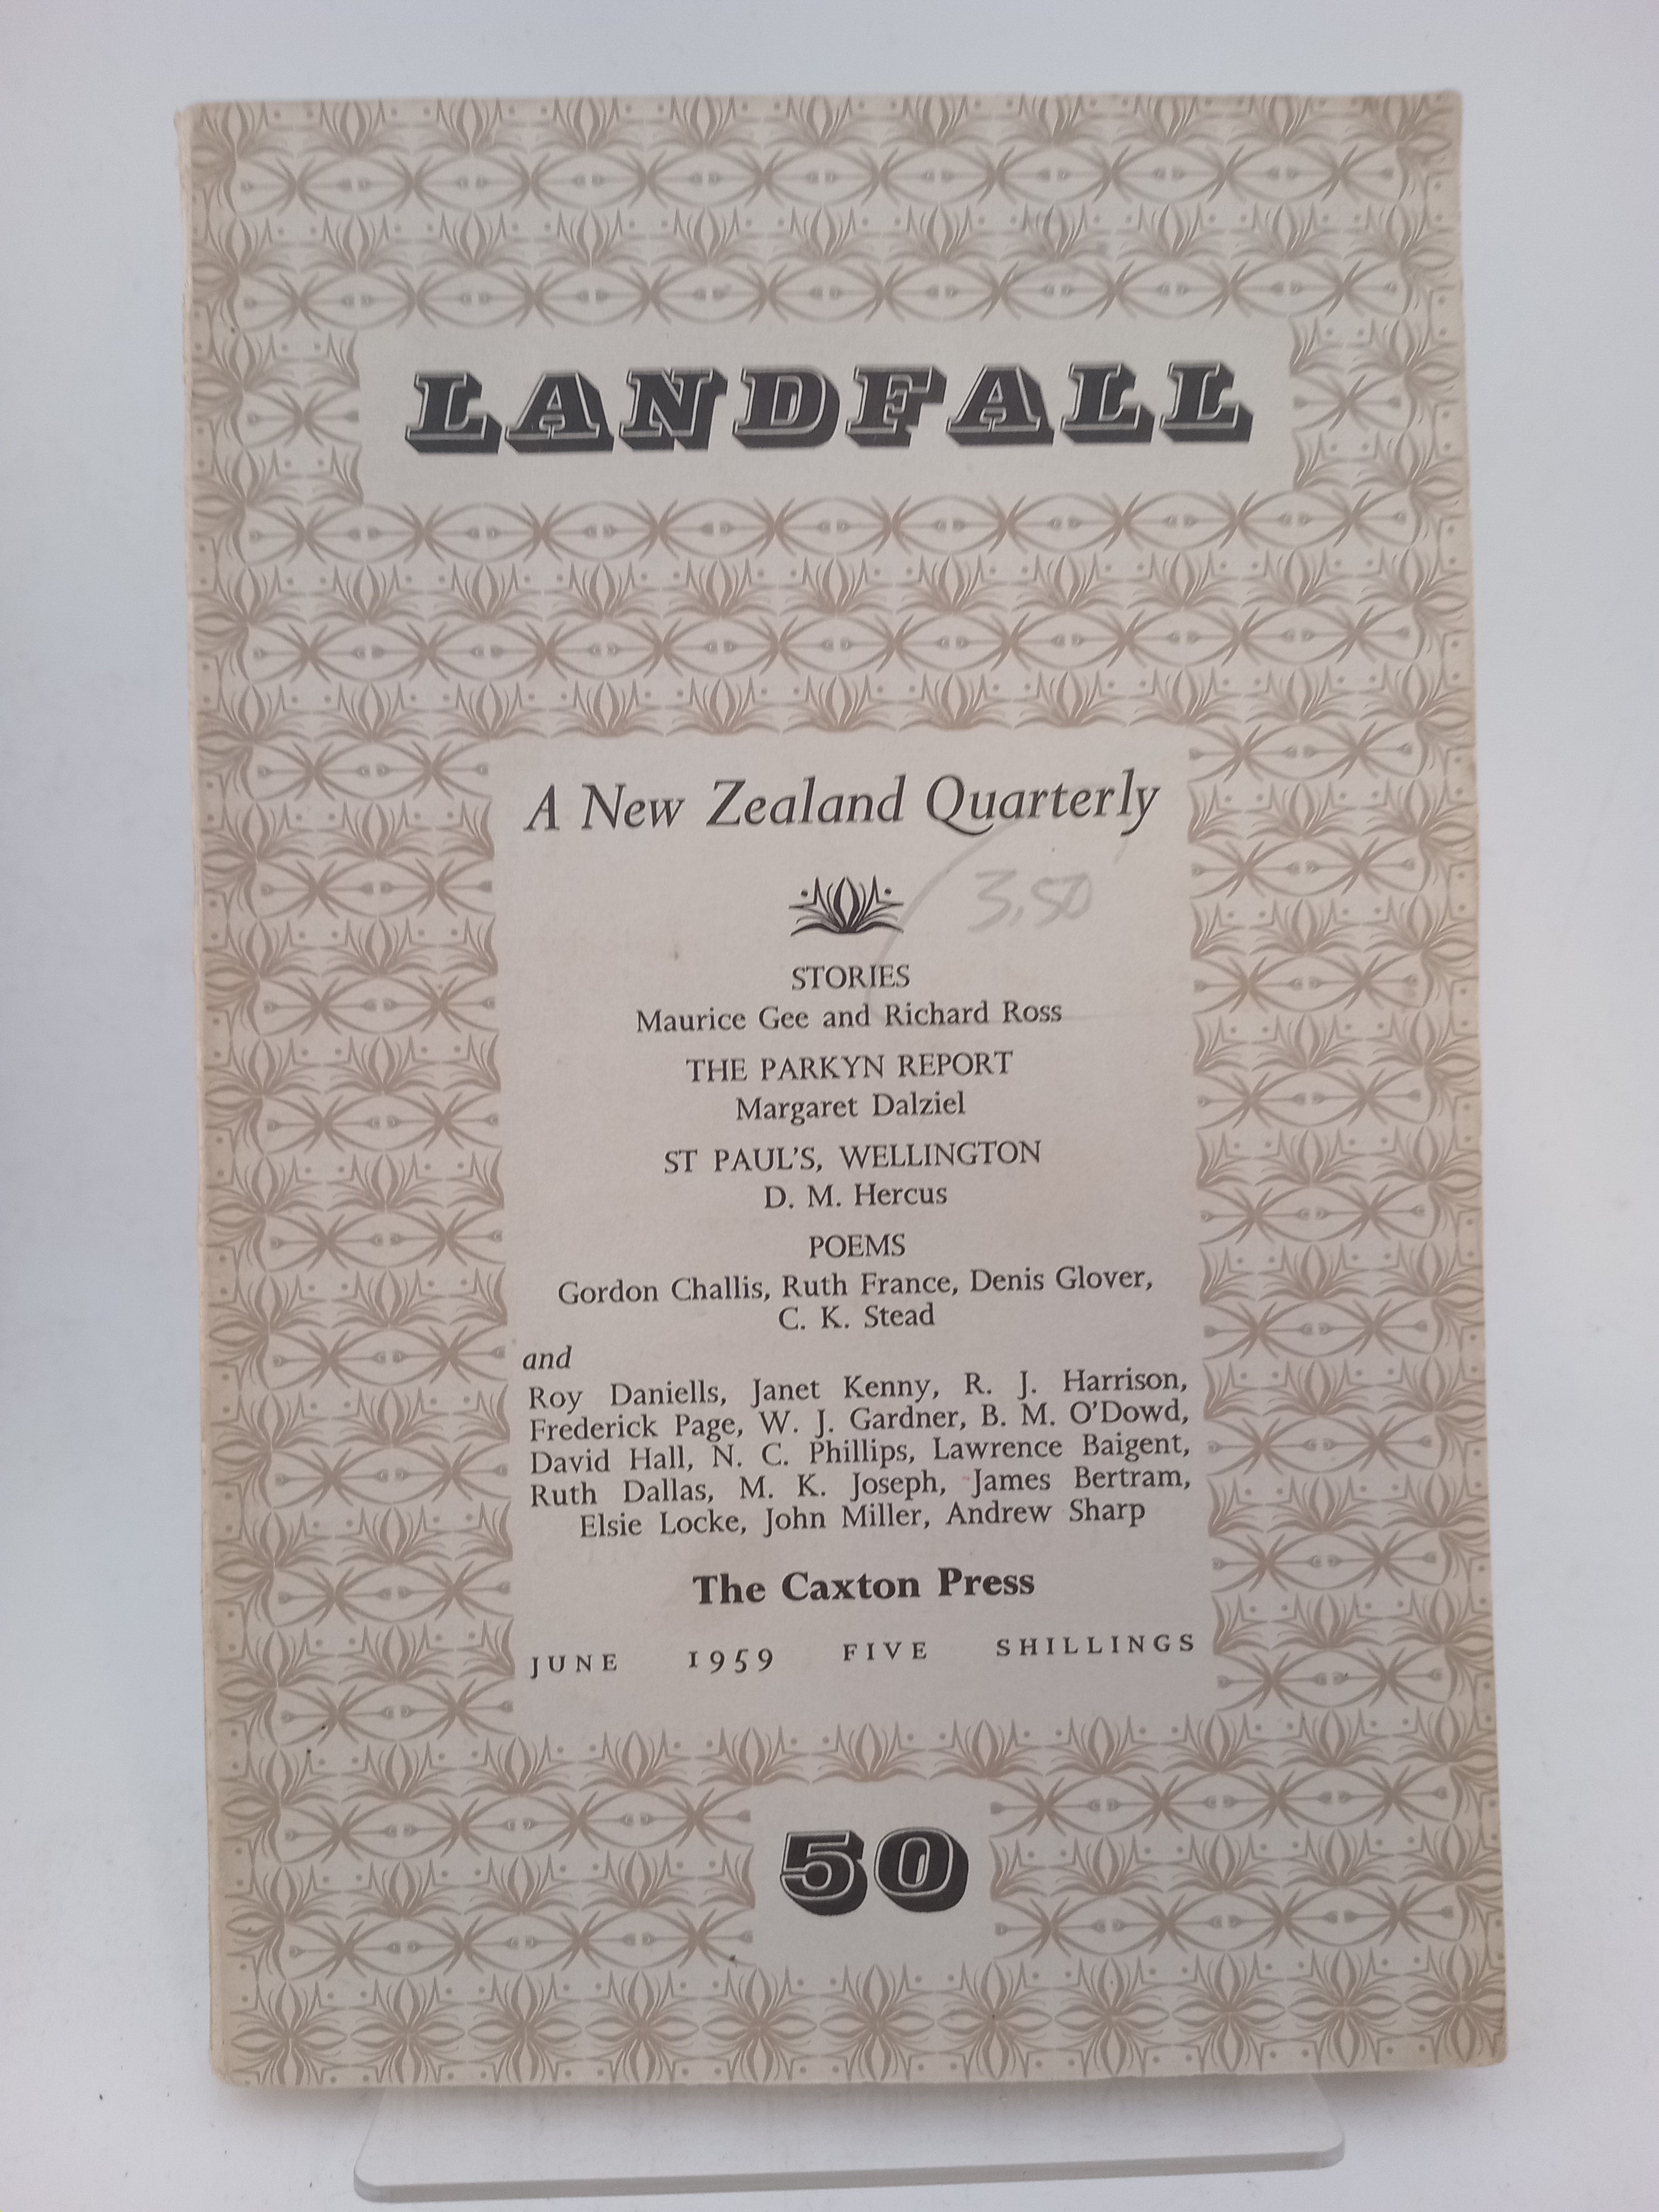 LANDFALL
A New Zealand Quarterly
3.50
STORIES
Maurice Gee and Richard Ross
THE PARKYN REPORT
Margaret Dalziel
ST PAUL'S, WELLINGTON
D. M. Hercus
POEMS
Gordon Challis, Ruth France, Denis Glover,
C. K. Stead
and
Roy Daniells, Janet Kenny, R. J. Harrison,
Frederick Page, W. J. Gardner, B. M. O'Dowd,
David Hall, N. C. Phillips, Lawrence Baigent,
Ruth Dallas, M. K. Joseph, James Bertram,
Elsie Locke, John Miller, Andrew Sharp
The Caxton Press
JUNE 1959 FIVE SHILLINGS
50